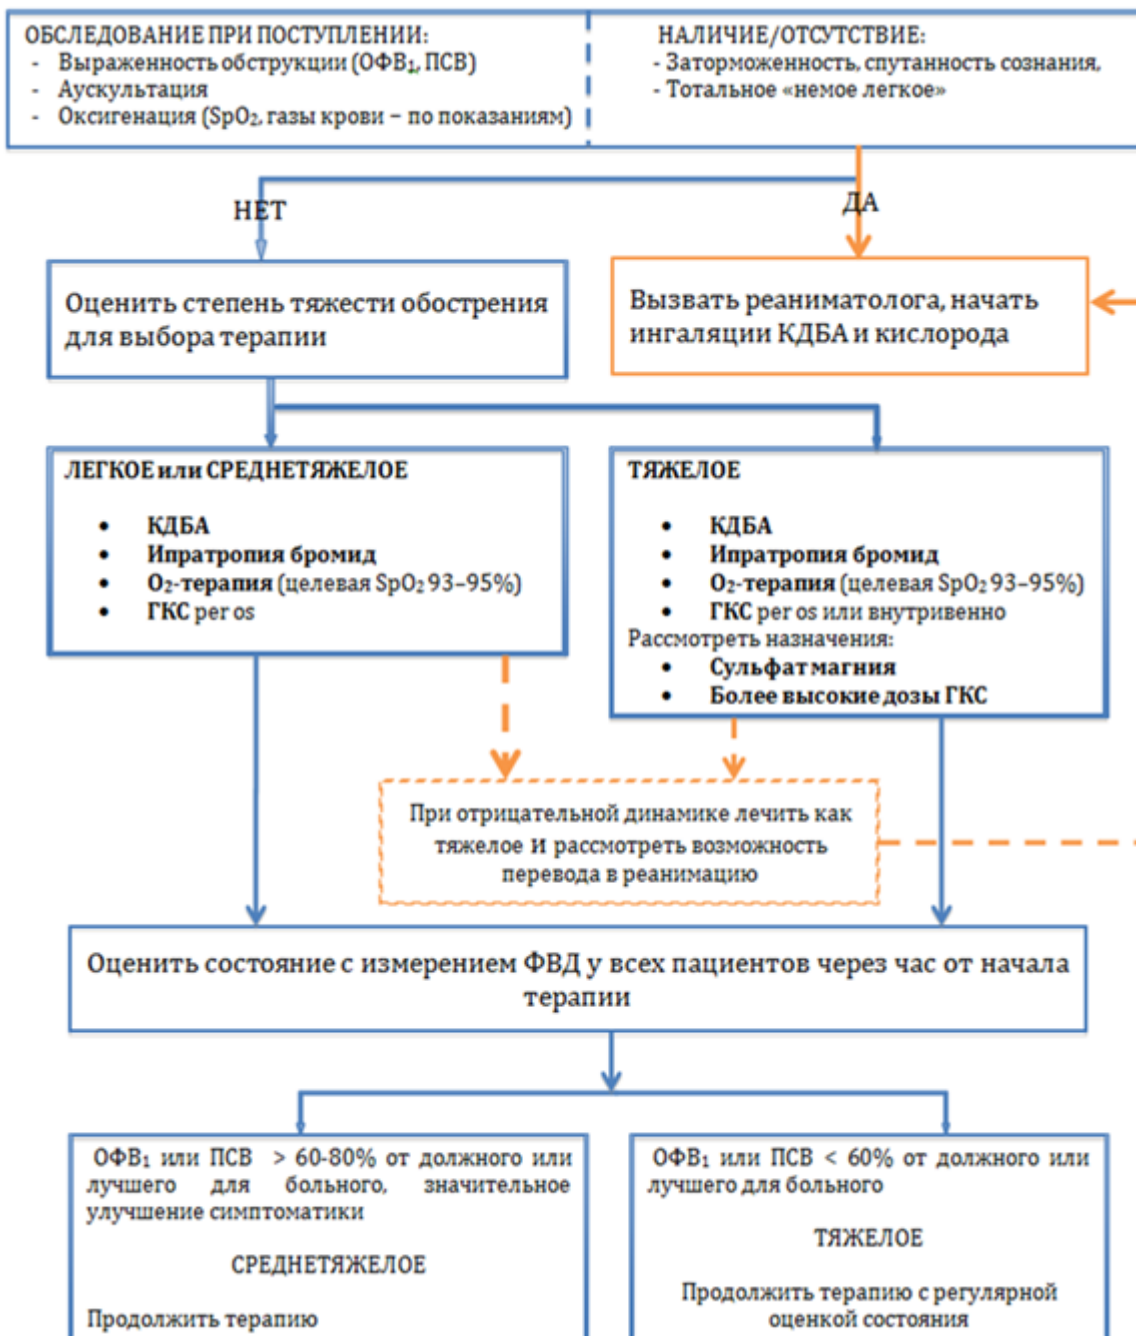 ОБСЛЕДОВАНИЕ ПРИ ПОСТУПЛЕНИИ:
- Выраженность обструкции (ОФВ₁, ПСВ)
- Аускультация
- Оксигенация (SpO₂, газы крови – по показаниям)
НАЛИЧИЕ/ОТСУТСТВИЕ:
- Заторможенность, спутанность сознания,
- Тотальное «немое легкое»
НЕТ
ДА
Оценить степень тяжести обострения
для выбора терапии
Вызвать реаниматолога, начать
ингаляции КДБА и кислорода
ЛЕГКОЕ или СРЕДНЕТЯЖЕЛОЕ
• КДБА
• Ипратропия бромид
• О₂-терапия (целевая SpO₂ 93–95%)
• ГКС per os
ТЯЖЕЛОЕ
• КДБА
• Ипратропия бромид
• О₂-терапия (целевая SpO₂ 93–95%)
• ГКС per os или внутривенно
Рассмотреть назначения:
• Сульфат магния
• Более высокие дозы ГКС
При отрицательной динамике лечить как
тяжелое и рассмотреть возможность
перевода в реанимацию
Оценить состояние с измерением ФВД у всех пациентов через час от начала
терапии
ОФВ₁ или ПСВ > 60-80% от должного или
лучшего для больного, значительное
улучшение симптоматики
СРЕДНЕТЯЖЕЛОЕ
Продолжить терапию
ОФВ₁ или ПСВ < 60% от должного или
лучшего для больного
ТЯЖЕЛОЕ
Продолжить терапию с регулярной
оценкой состояния